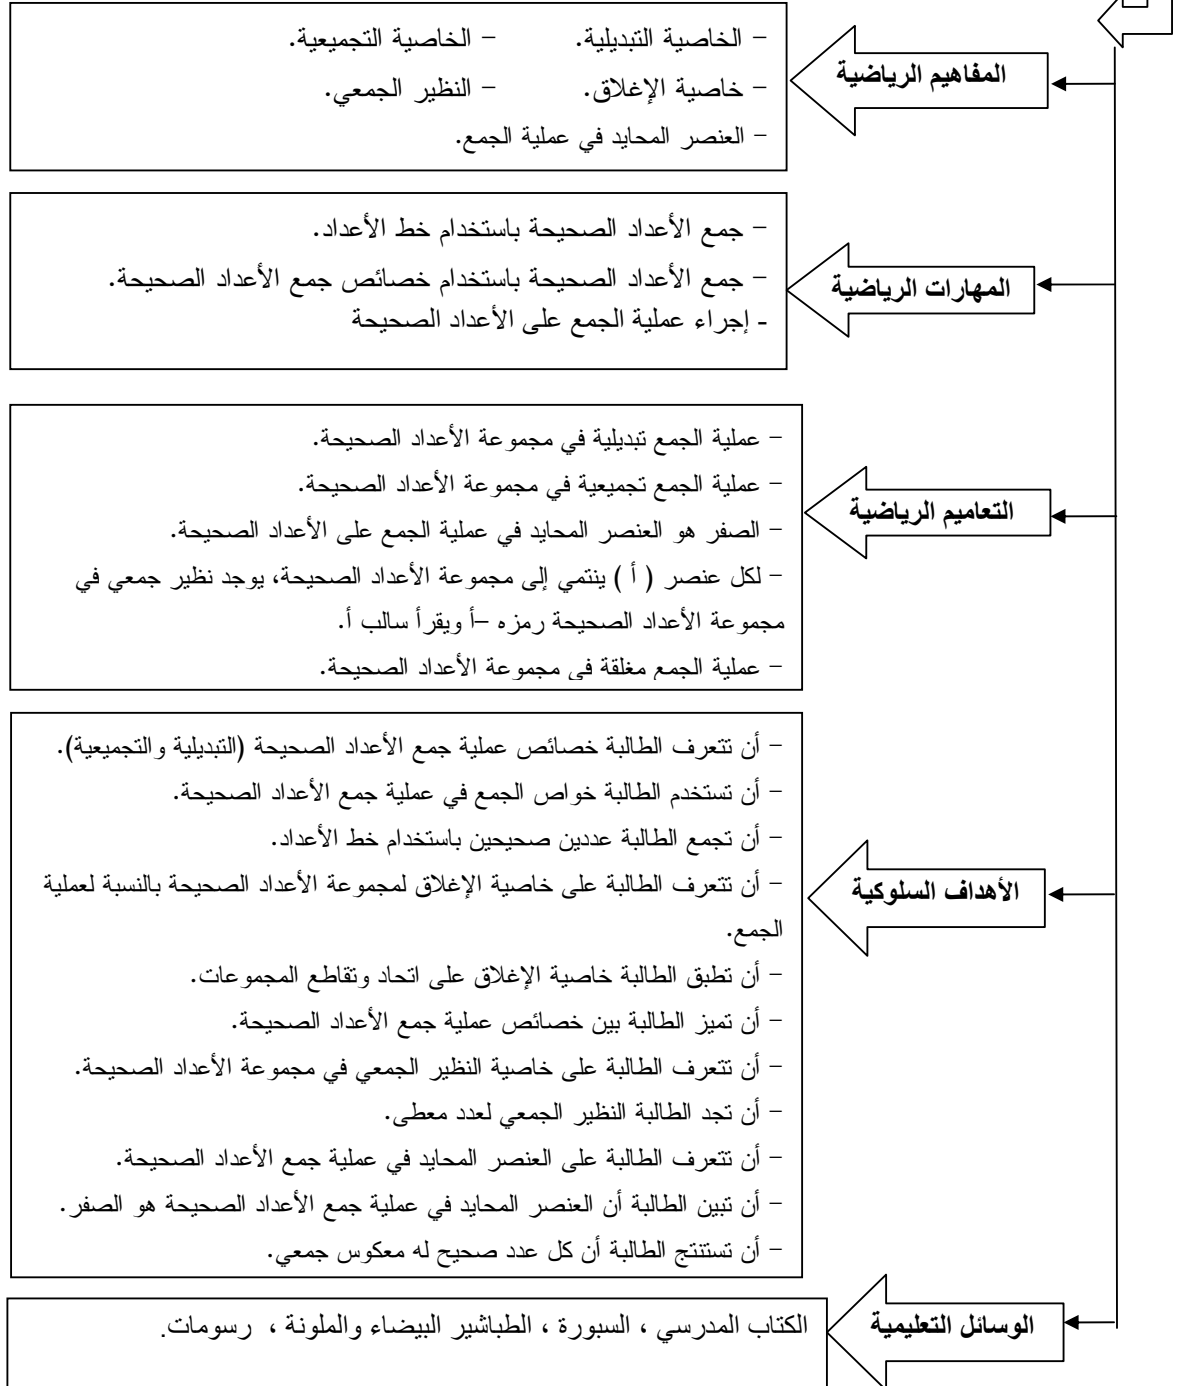 المفاهيم الرياضية
– الخاصية التبديلية. – الخاصية التجميعية.
– خاصية الإغلاق. – النظير الجمعي.
– العنصر المحايد في عملية الجمع.
المهارات الرياضية
– جمع الأعداد الصحيحة باستخدام خط الأعداد.
– جمع الأعداد الصحيحة باستخدام خصائص جمع الأعداد الصحيحة.
- إجراء عملية الجمع على الأعداد الصحيحة
التعاميم الرياضية
– عملية الجمع تبديلية في مجموعة الأعداد الصحيحة.
– عملية الجمع تجميعية في مجموعة الأعداد الصحيحة.
– الصفر هو العنصر المحايد في عملية الجمع على الأعداد الصحيحة.
– لكل عنصر ( أ ) ينتمي إلى مجموعة الأعداد الصحيحة، يوجد نظير جمعي في
مجموعة الأعداد الصحيحة رمزه –أ ويقرأ سالب أ.
– عملية الجمع مغلقة في مجموعة الأعداد الصحيحة.
الأهداف السلوكية
– أن تتعرف الطالبة خصائص عملية جمع الأعداد الصحيحة (التبديلية والتجميعية).
– أن تستخدم الطالبة خواص الجمع في عملية جمع الأعداد الصحيحة.
– أن تجمع الطالبة عددين صحيحين باستخدام خط الأعداد.
– أن تتعرف الطالبة على خاصية الإغلاق لمجموعة الأعداد الصحيحة بالنسبة لعملية
الجمع.
– أن تطبق الطالبة خاصية الإغلاق على اتحاد وتقاطع المجموعات.
– أن تميز الطالبة بين خصائص عملية جمع الأعداد الصحيحة.
– أن تتعرف الطالبة على خاصية النظير الجمعي في مجموعة الأعداد الصحيحة.
– أن تجد الطالبة النظير الجمعي لعدد معطى.
– أن تتعرف الطالبة على العنصر المحايد في عملية جمع الأعداد الصحيحة.
– أن تبين الطالبة أن العنصر المحايد في عملية جمع الأعداد الصحيحة هو الصفر.
– أن تستنتج الطالبة أن كل عدد صحيح له معكوس جمعي.
الوسائل التعليمية
الكتاب المدرسي ، السبورة ، الطباشير البيضاء والملونة ، رسومات.